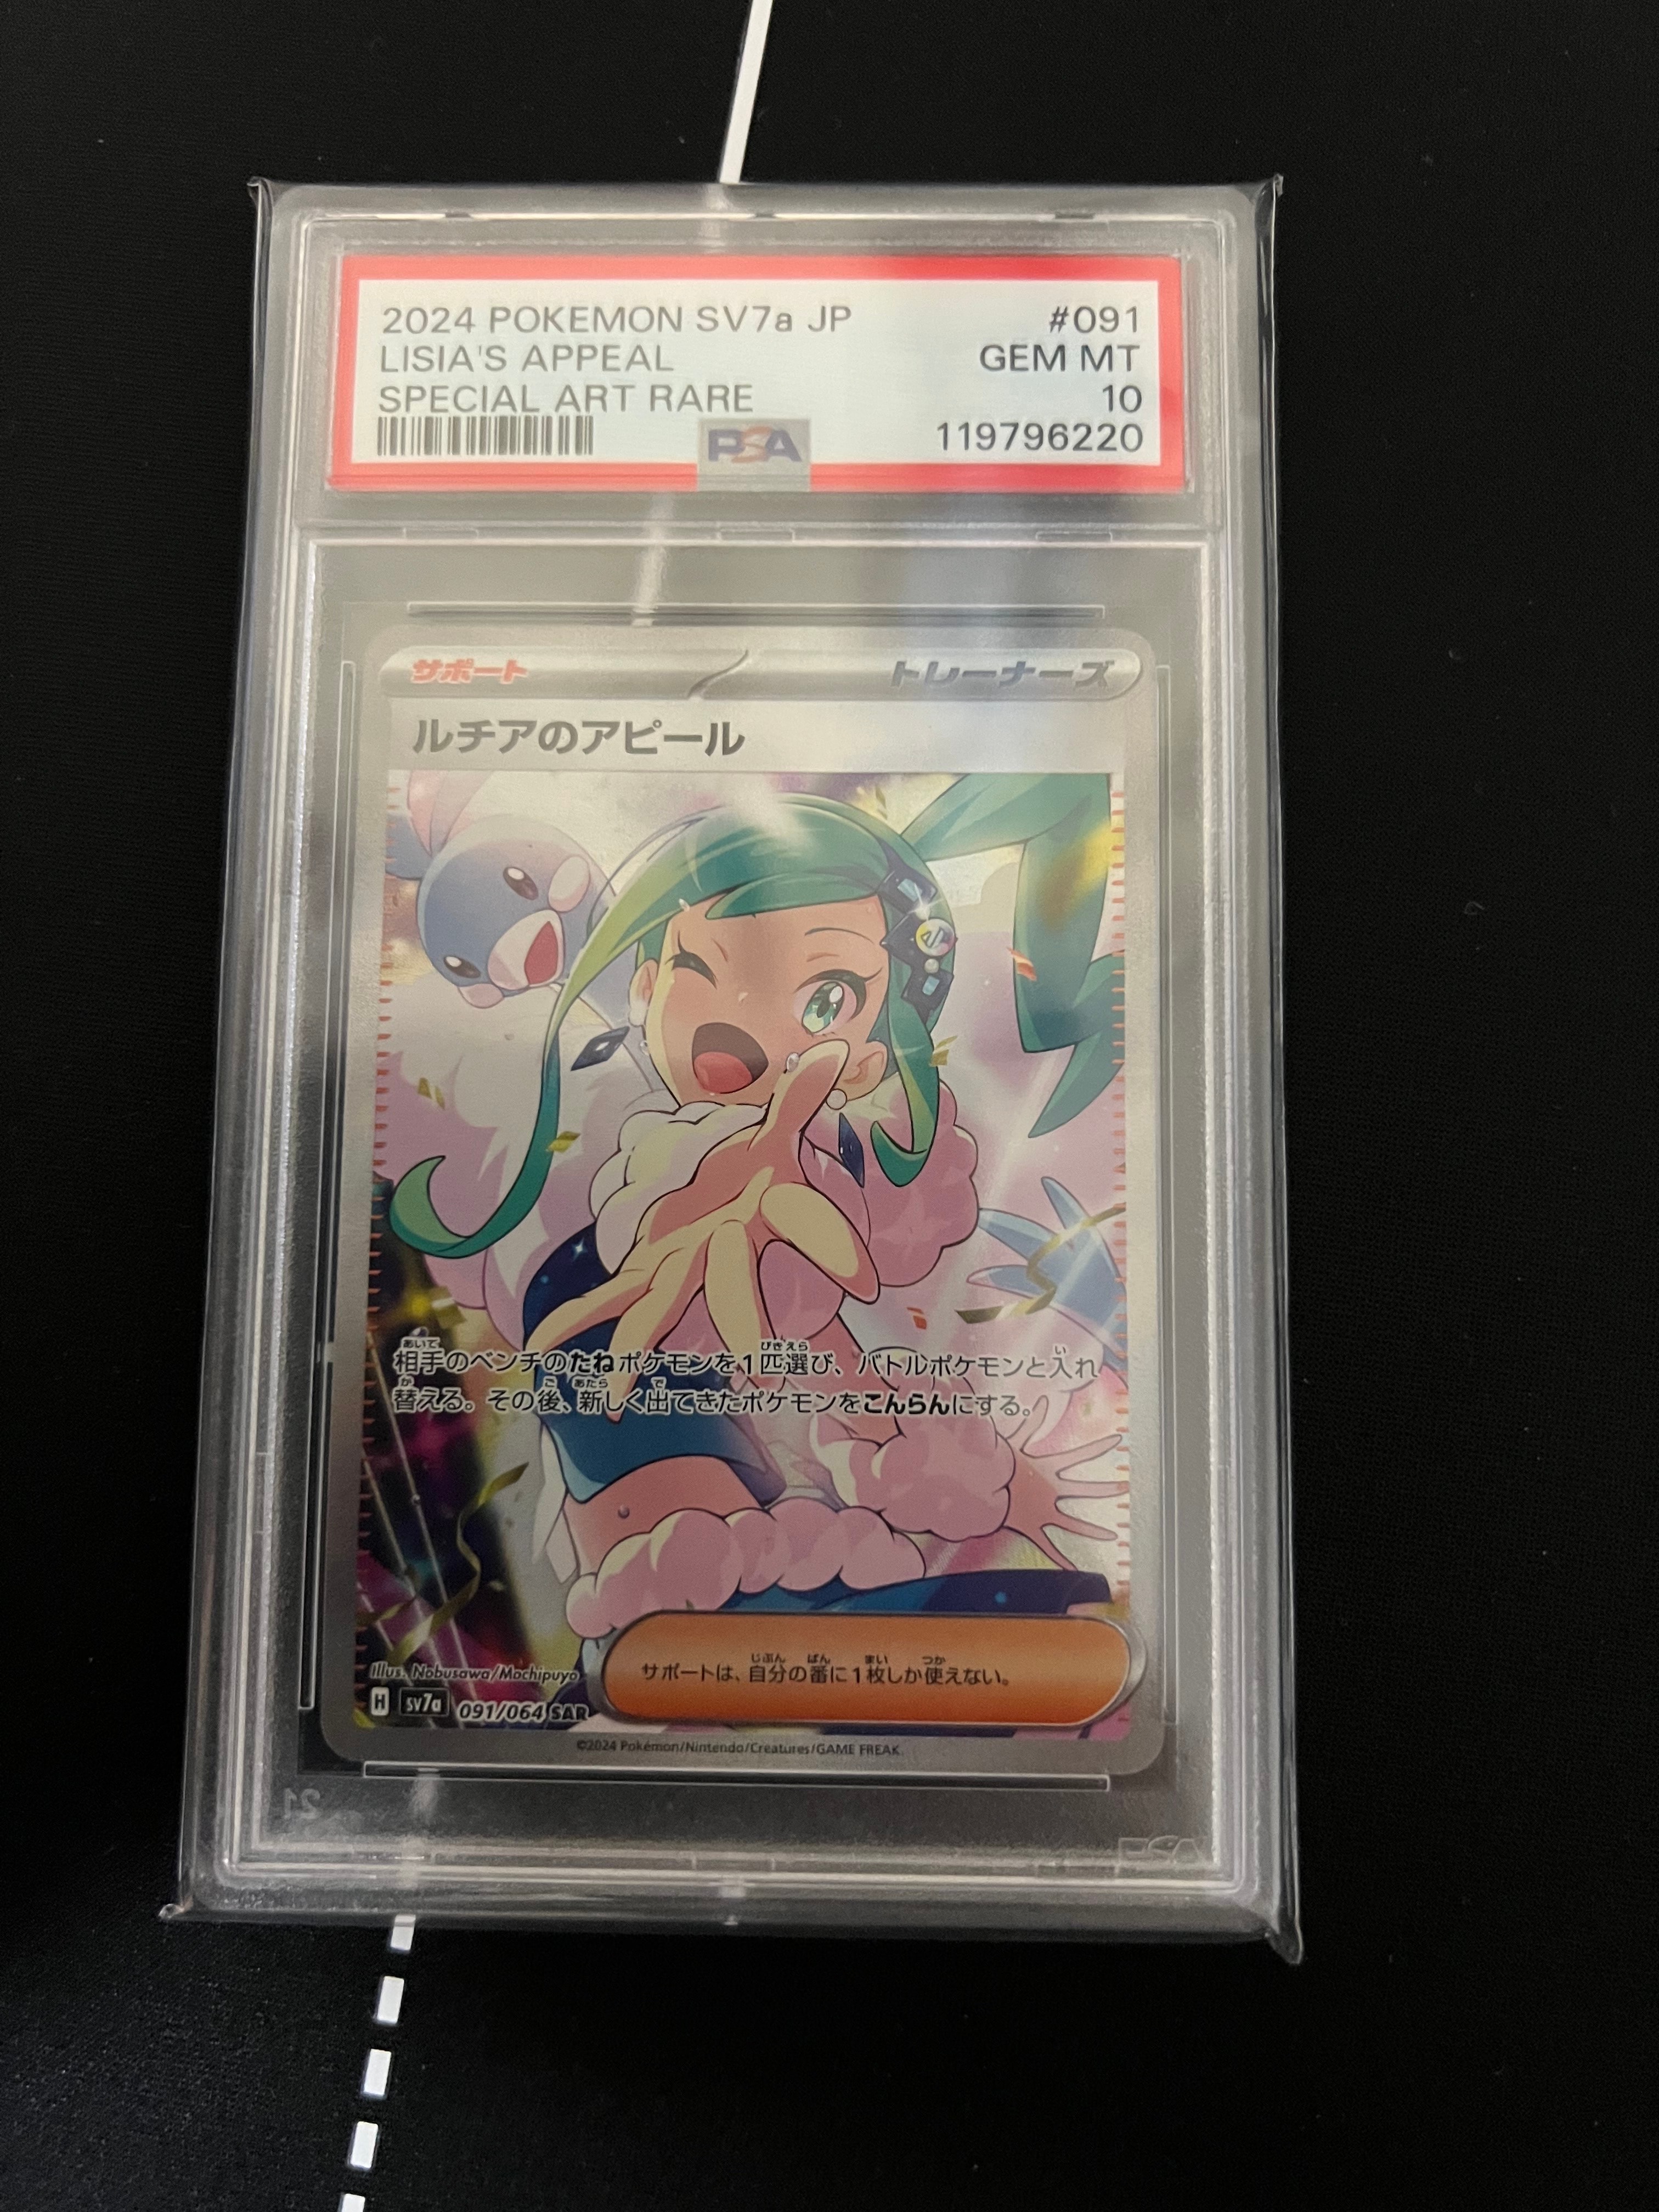 2024 POKEMON SV7a JP #091
LISIA'S APPEAL GEM MT
SPECIAL ART RARE 10
PSA 119796220
サポート トレーナーズ
ルチアのアピール
相手のベンチのたねポケモンを1匹選び、バトルポケモンと入れ
替える。その後、新しく出てきたポケモンをこんらんにする。
サポートは、自分の番に1枚しか使えない。
Illus. Nobusawa/Mochipuyo
H sv7a 091/064 SAR
©2024 Pokémon/Nintendo/Creatures/GAME FREAK
21 PSA